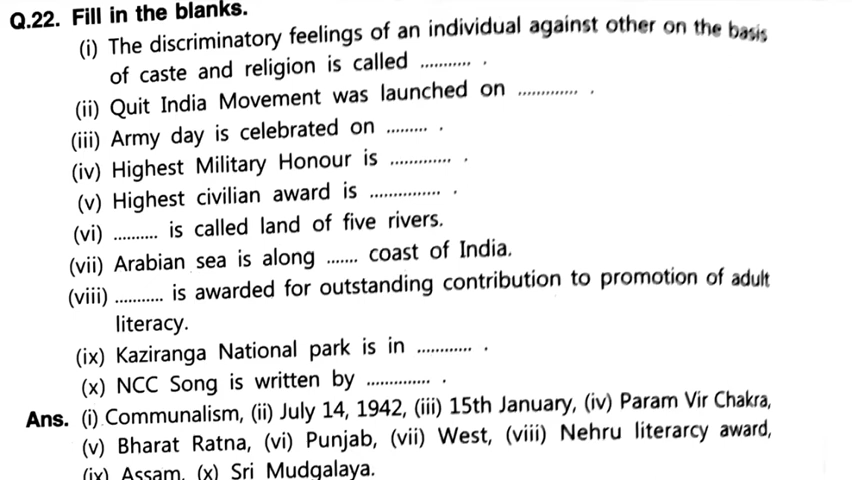 Q.22. Fill in the blanks.
(i) The discriminatory feelings of an individual against other on the basis
of caste and religion is called ........... .
(ii) Quit India Movement was launched on ............. .
(iii) Army day is celebrated on ......... .
(iv) Highest Military Honour is ............. .
(v) Highest civilian award is ............... .
(vi) .......... is called land of five rivers.
(vii) Arabian sea is along ....... coast of India.
(viii) ........... is awarded for outstanding contribution to promotion of adult
literacy.
(ix) Kaziranga National park is in ............ .
(x) NCC Song is written by .............. .
Ans. (i) Communalism, (ii) July 14, 1942, (iii) 15th January, (iv) Param Vir Chakra,
(v) Bharat Ratna, (vi) Punjab, (vii) West, (viii) Nehru literarcy award,
(ix) Assam, (x) Sri Mudgalaya.